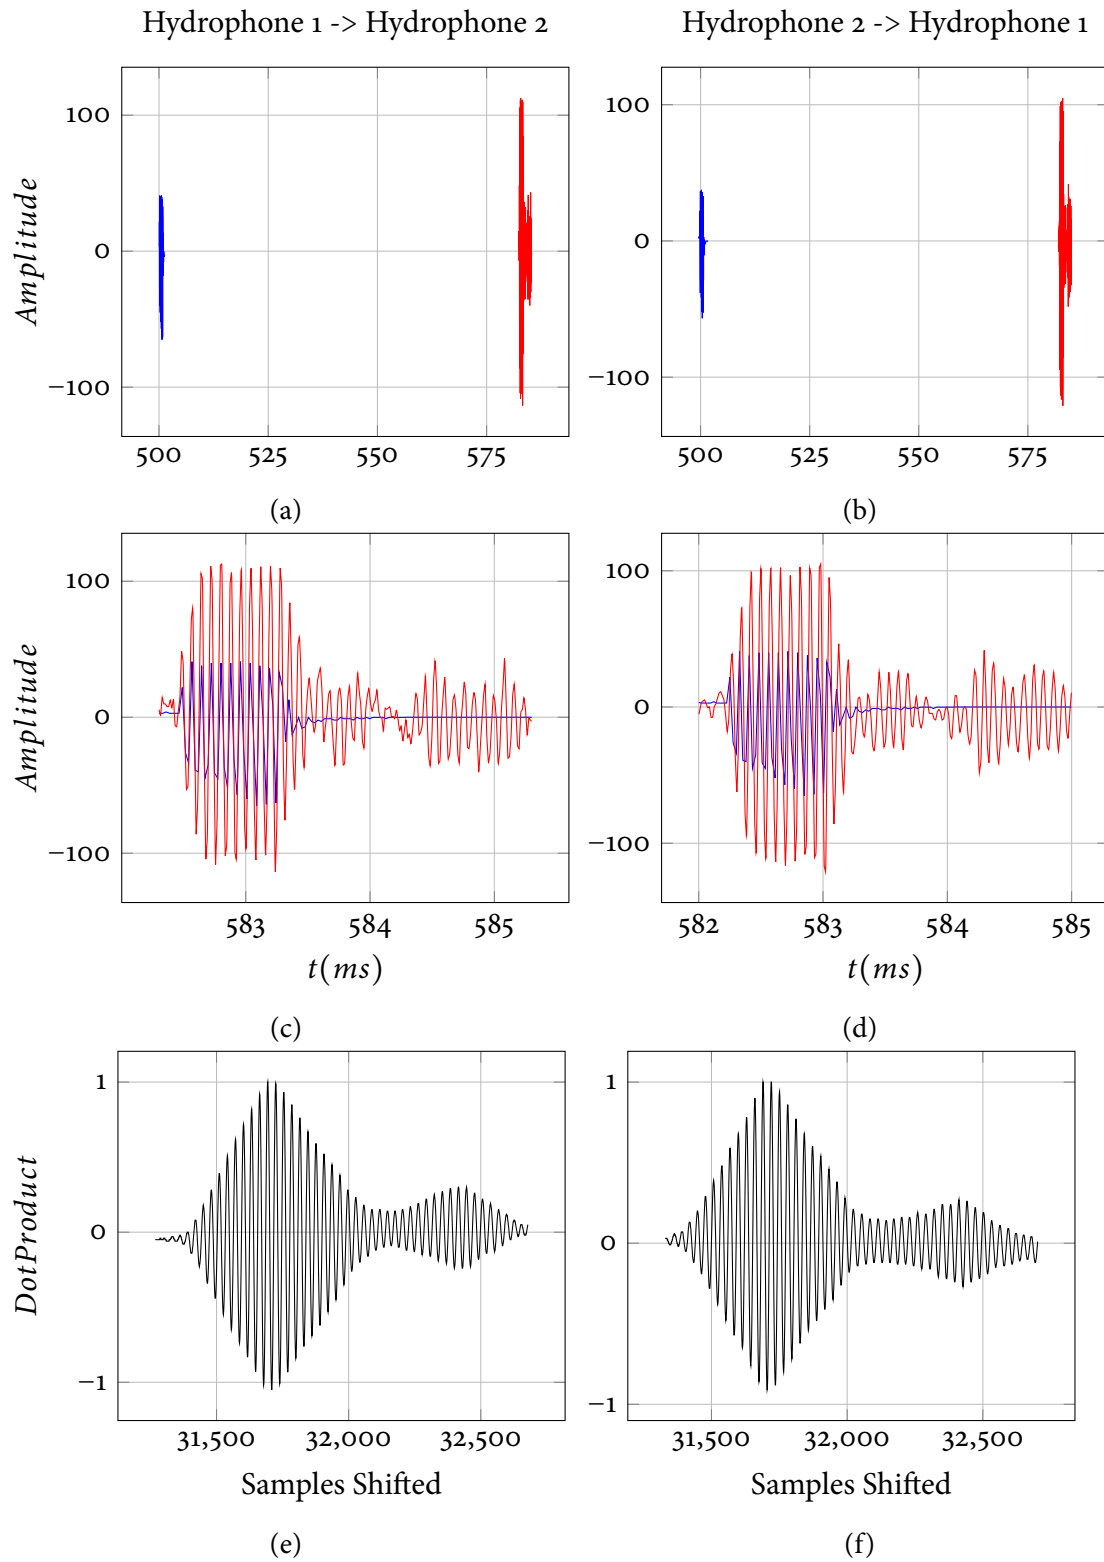 Hydrophone 1 -> Hydrophone 2
Hydrophone 2 -> Hydrophone 1
Amplitude
100
0
−100
500 525 550 575
(a)
100
0
−100
500 525 550 575
(b)
Amplitude
100
0
−100
583 584 585
t(ms)
(c)
100
0
−100
582 583 584 585
t(ms)
(d)
DotProduct
1
0
−1
31,500 32,000 32,500
Samples Shifted
(e)
1
0
−1
31,500 32,000 32,500
Samples Shifted
(f)